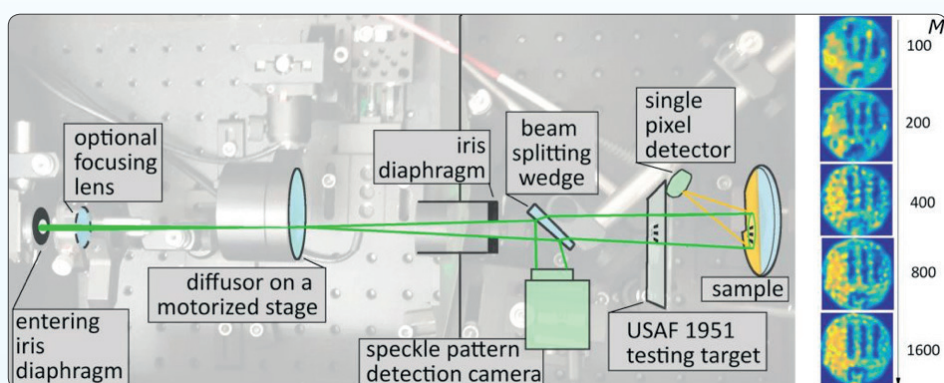 optional
focusing
lens
iris
diaphragm
beam
splitting
wedge
single
pixel
detector
diffusor on a
motorized stage
sample
entering
iris
diaphragm
speckle pattern
detection camera
USAF 1951
testing target
M
100
200
400
800
1600